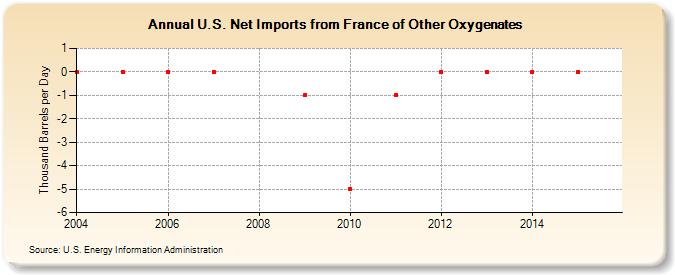 Annual U.S. Net Imports from France of Other Oxygenates
Thousand Barrels per Day
1
0
-1
-2
-3
-4
-5
-6
2004 2006 2008 2010 2012 2014
Source: U.S. Energy Information Administration